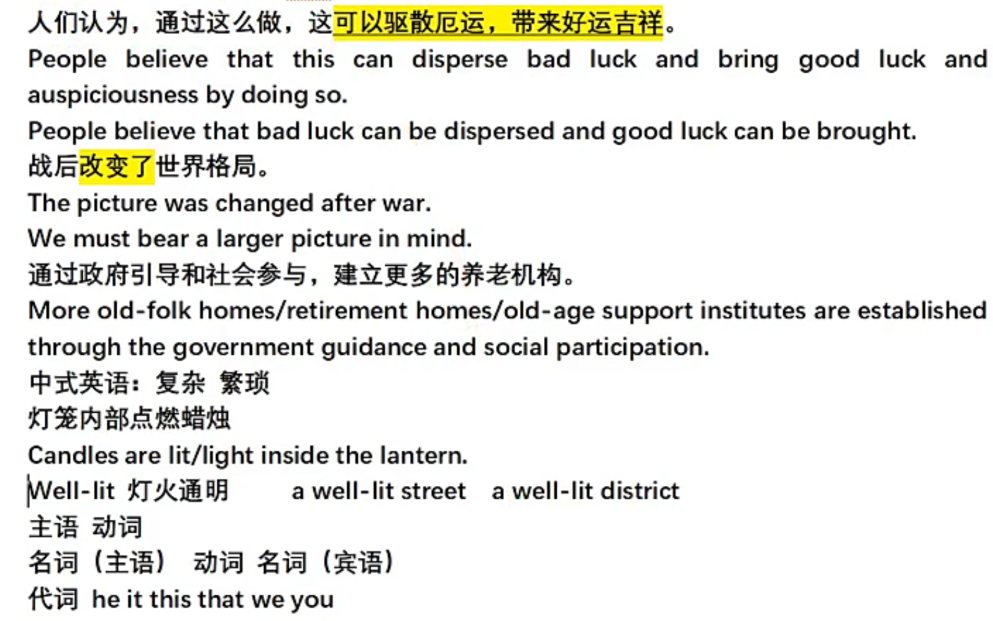 人们认为，通过这么做，这可以驱散厄运，带来好运吉祥。
People believe that this can disperse bad luck and bring good luck and
auspiciousness by doing so.
People believe that bad luck can be dispersed and good luck can be brought.
战后改变了世界格局。
The picture was changed after war.
We must bear a larger picture in mind.
通过政府引导和社会参与，建立更多的养老机构。
More old-folk homes/retirement homes/old-age support institutes are established
through the government guidance and social participation.
中式英语：复杂 繁琐
灯笼内部点燃蜡烛
Candles are lit/light inside the lantern.
Well-lit 灯火通明 a well-lit street a well-lit district
主语 动词
名词（主语） 动词 名词（宾语）
代词 he it this that we you